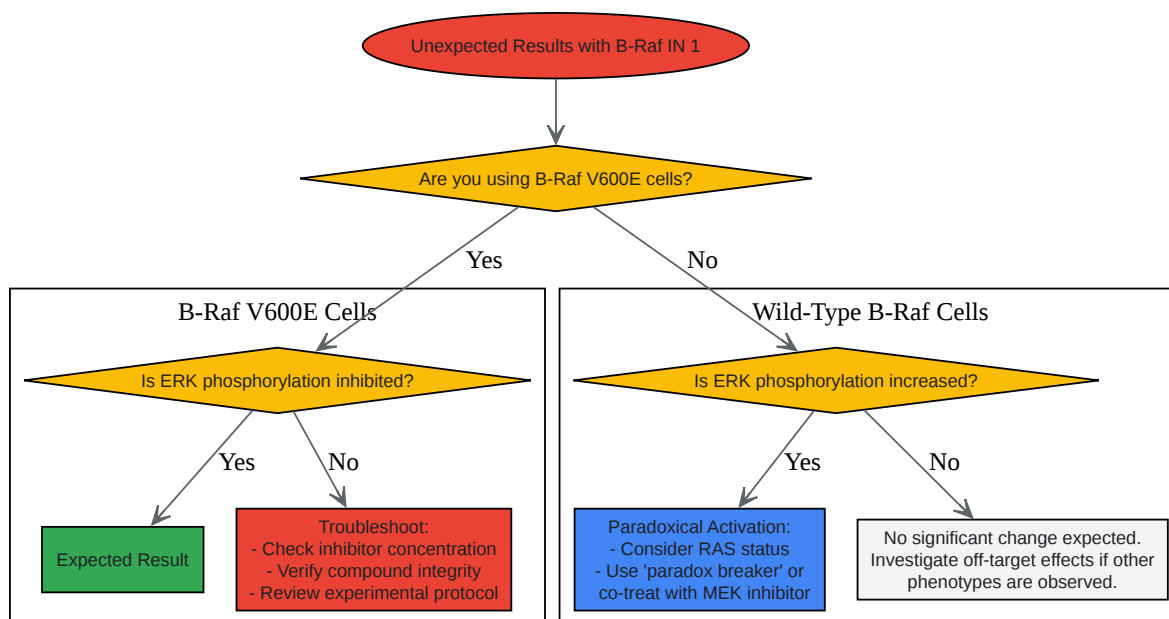 Unexpected Results with B-Raf IN 1
Are you using B-Raf V600E cells?
Yes
No
B-Raf V600E Cells
Wild-Type B-Raf Cells
Is ERK phosphorylation inhibited?
Is ERK phosphorylation increased?
Yes
No
Yes
No
Expected Result
Troubleshoot:
- Check inhibitor concentration
- Verify compound integrity
- Review experimental protocol
Paradoxical Activation:
- Consider RAS status
- Use 'paradox breaker' or
co-treat with MEK inhibitor
No significant change expected.
Investigate off-target effects if other
phenotypes are observed.